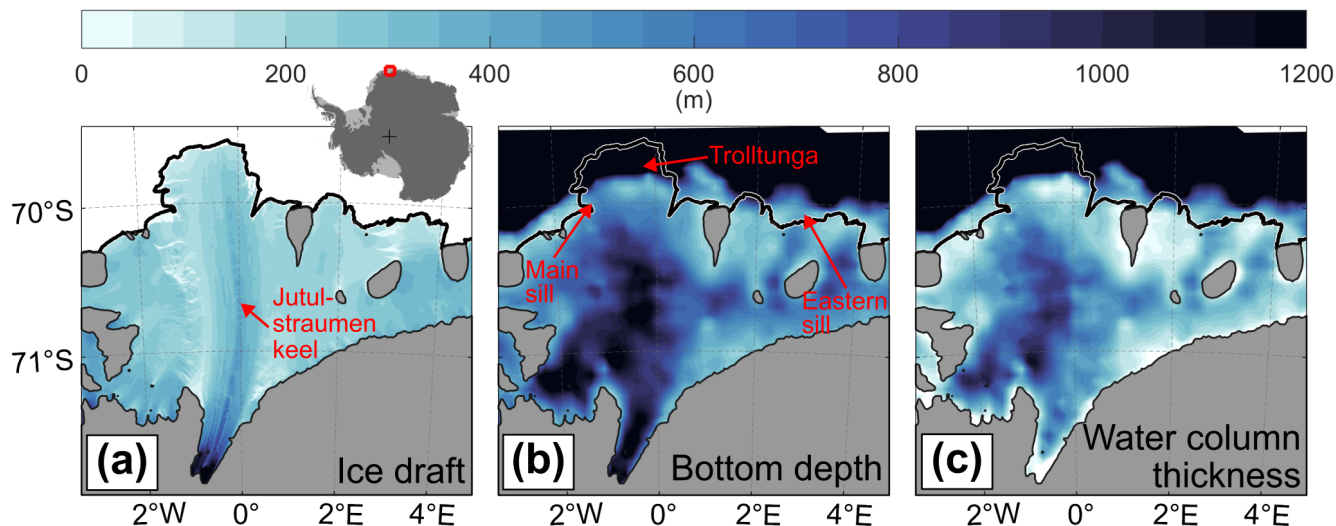 0 200 400 600 800 1000 1200
(m)
70°S
71°S
Jutul-
straumen
keel
(a)
Ice draft
2°W 0° 2°E 4°E
Trolltunga
Main
sill
Eastern
sill
(b)
Bottom depth
2°W 0° 2°E 4°E
(c)
Water column
thickness
2°W 0° 2°E 4°E